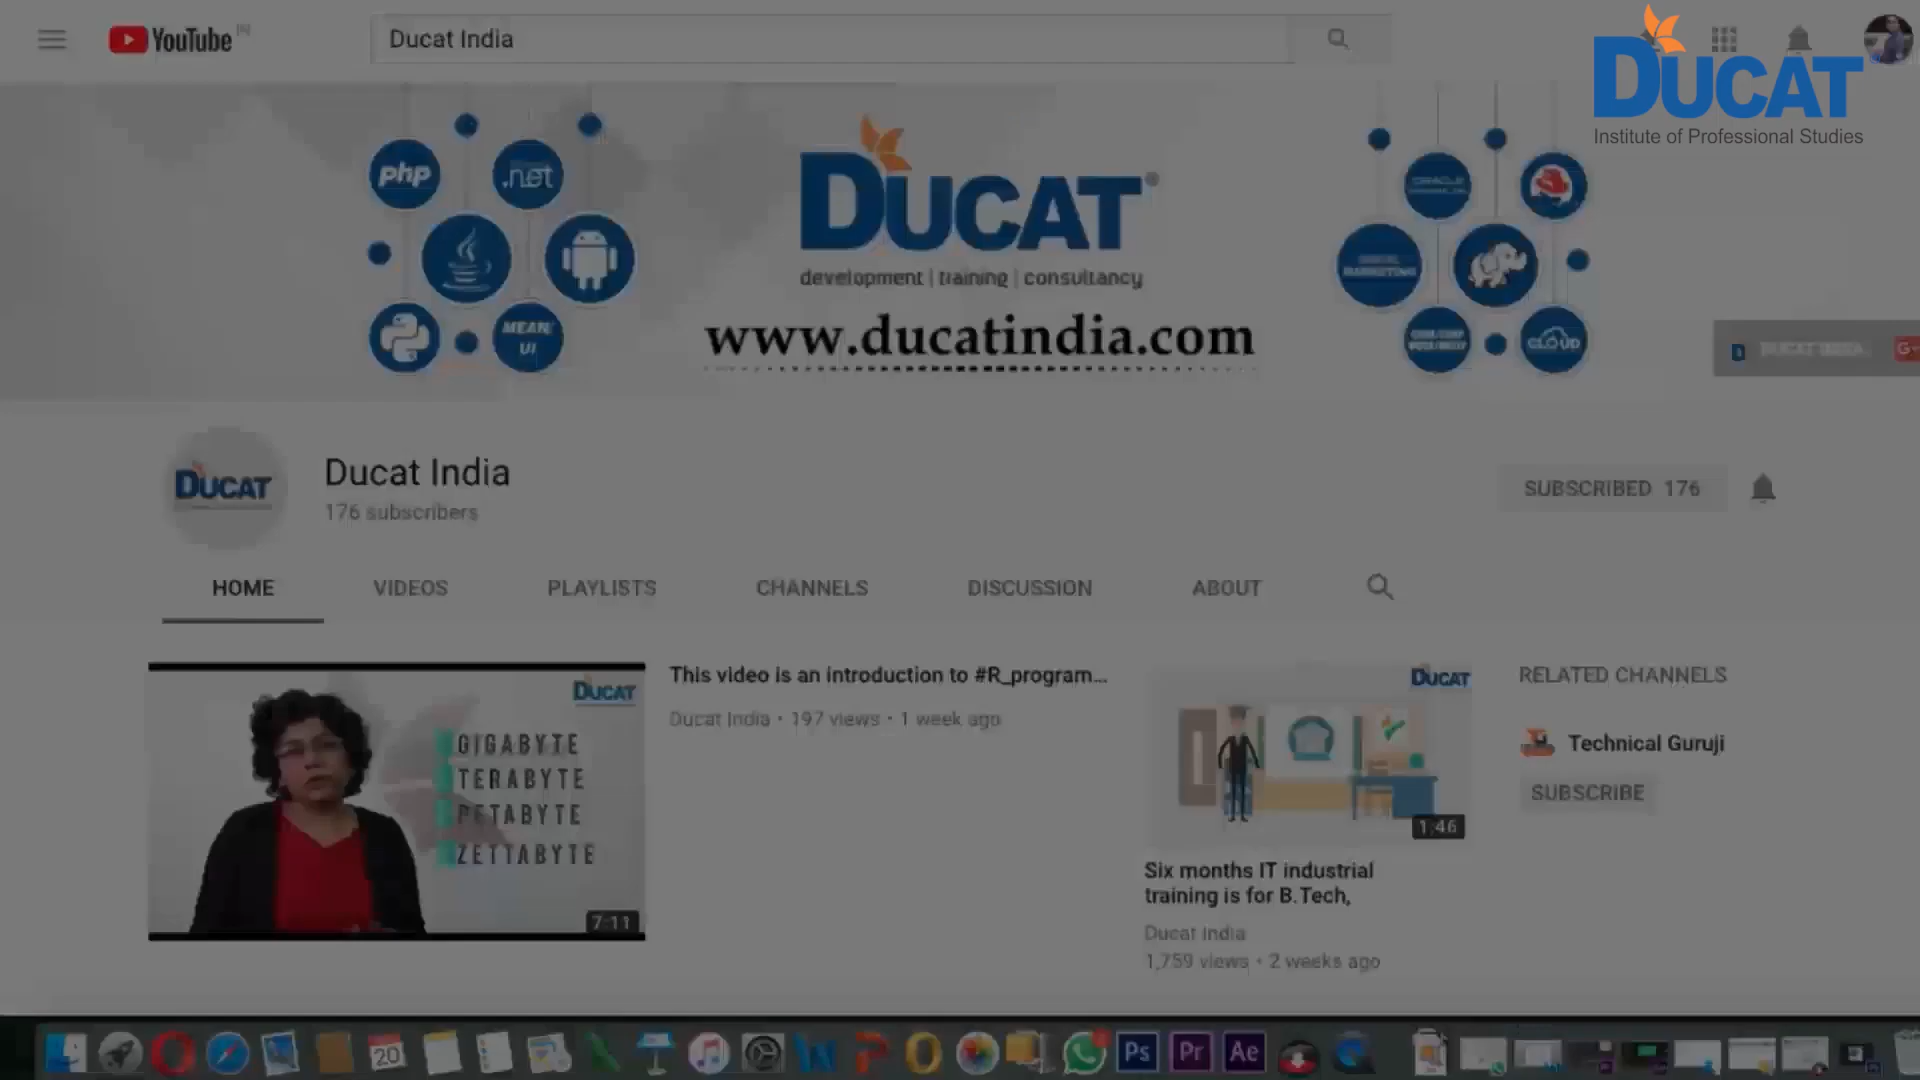 YouTube IN
Ducat India
DUCAT
Institute of Professional Studies
php
.net
MEAN/
UI
DUCAT®
development | training | consultancy
www.ducatindia.com
CLOUD
DUCAT INDIA
G+
DUCAT
Ducat India
176 subscribers
SUBSCRIBED 176
HOME
VIDEOS
PLAYLISTS
CHANNELS
DISCUSSION
ABOUT
DUCAT
GIGABYTE
TERABYTE
PETABYTE
ZETTABYTE
7:11
This video is an introduction to #R_program...
Ducat India • 197 views • 1 week ago
DUCAT
1:46
Six months IT industrial
training is for B.Tech,
Ducat India
1,759 views • 2 weeks ago
RELATED CHANNELS
Technical Guruji
SUBSCRIBE
20
Ps
Pr
Ae